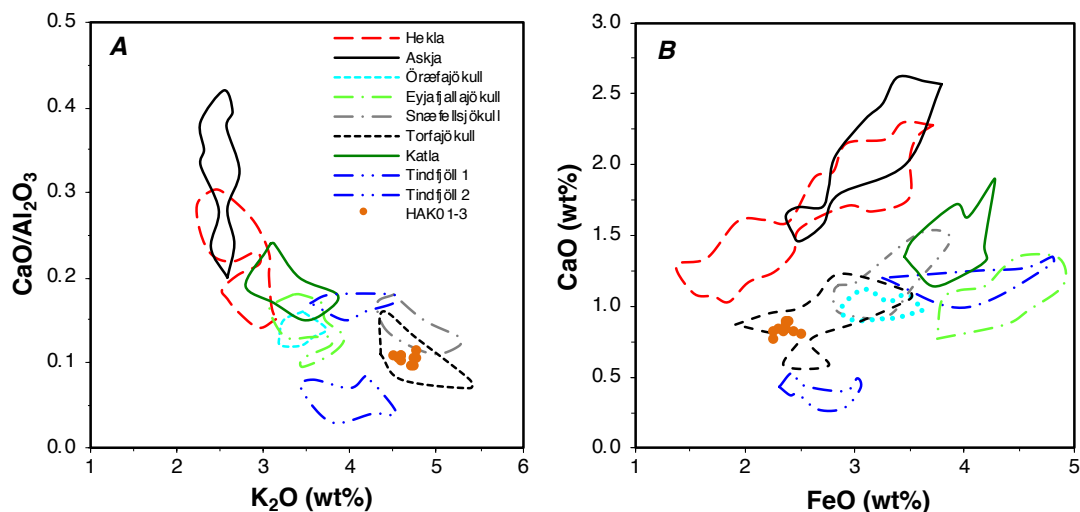 A
0.5
0.4
0.3
0.2
0.1
0.0
CaO/Al₂O₃
1 2 3 4 5 6
K₂O (wt%)
Hekla
Askja
Öræfajökull
Eyjafjallajökull
Snæfellsjökull
Torfajökull
Katla
Tindfjöll 1
Tindfjöll 2
HAK01-3
B
3.0
2.5
2.0
1.5
1.0
0.5
0.0
CaO (wt%)
1 2 3 4 5
FeO (wt%)